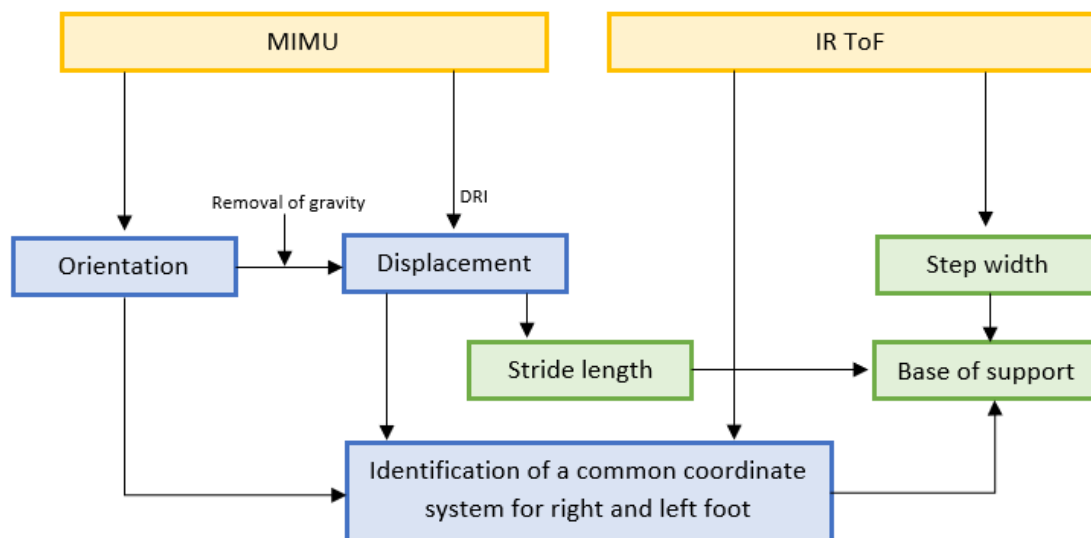 MIMU
IR ToF
Removal of gravity
DRI
Orientation
Displacement
Step width
Stride length
Base of support
Identification of a common coordinate
system for right and left foot